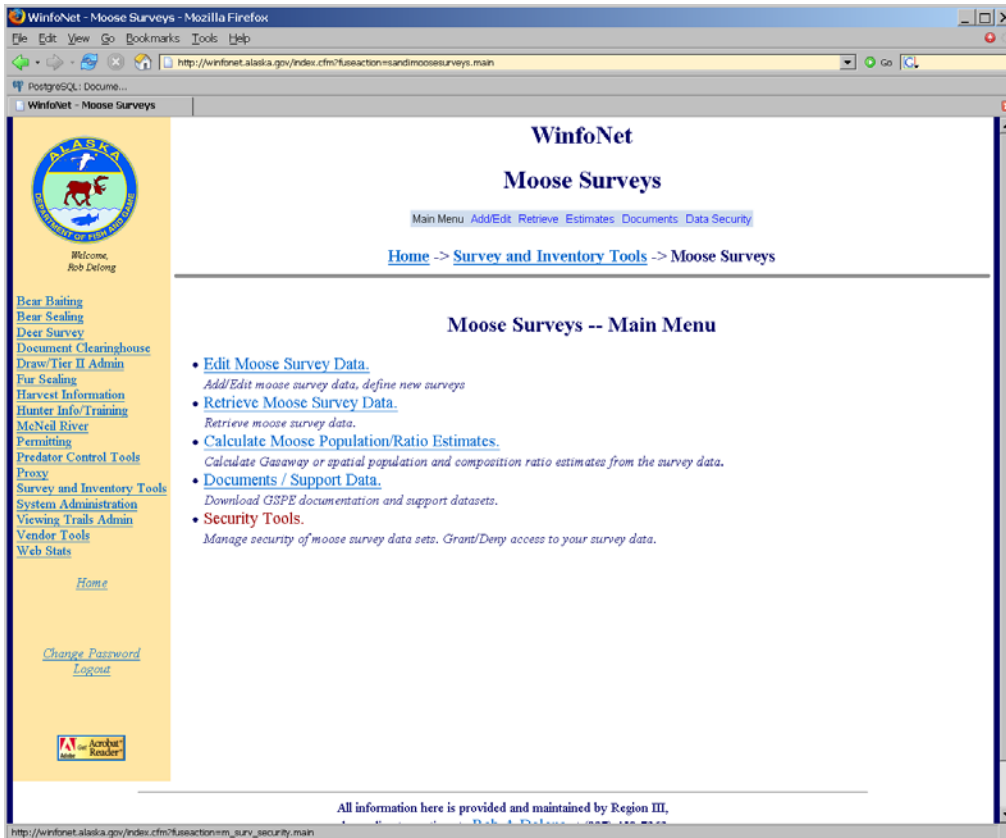 WinfoNet - Moose Surveys - Mozilla Firefox
File Edit View Go Bookmarks Tools Help
http://winfonet.alaska.gov/index.cfm?fuseaction=sandimoosesurveys.main
Go
PostgreSQL: Docume...
WinfoNet - Moose Surveys
ALASKA
DEPARTMENT OF FISH AND GAME
Welcome,
Rob Delong
Bear Baiting
Bear Sealing
Deer Survey
Document Clearinghouse
Draw/Tier II Admin
Fur Sealing
Harvest Information
Hunter Info/Training
McNeil River
Permitting
Predator Control Tools
Proxy
Survey and Inventory Tools
System Administration
Viewing Trails Admin
Vendor Tools
Web Stats
Home
Change Password
Logout
Adobe
Get Acrobat
Reader
WinfoNet
Moose Surveys
Main Menu Add/Edit Retrieve Estimates Documents Data Security
Home -> Survey and Inventory Tools -> Moose Surveys
Moose Surveys -- Main Menu
• Edit Moose Survey Data.
Add/Edit moose survey data, define new surveys
• Retrieve Moose Survey Data.
Retrieve moose survey data.
• Calculate Moose Population/Ratio Estimates.
Calculate Gasaway or spatial population and composition ratio estimates from the survey data.
• Documents / Support Data.
Download GSPE documentation and support datasets.
• Security Tools.
Manage security of moose survey data sets. Grant/Deny access to your survey data.
All information here is provided and maintained by Region III,
http://winfonet.alaska.gov/index.cfm?fuseaction=m_surv_security.main